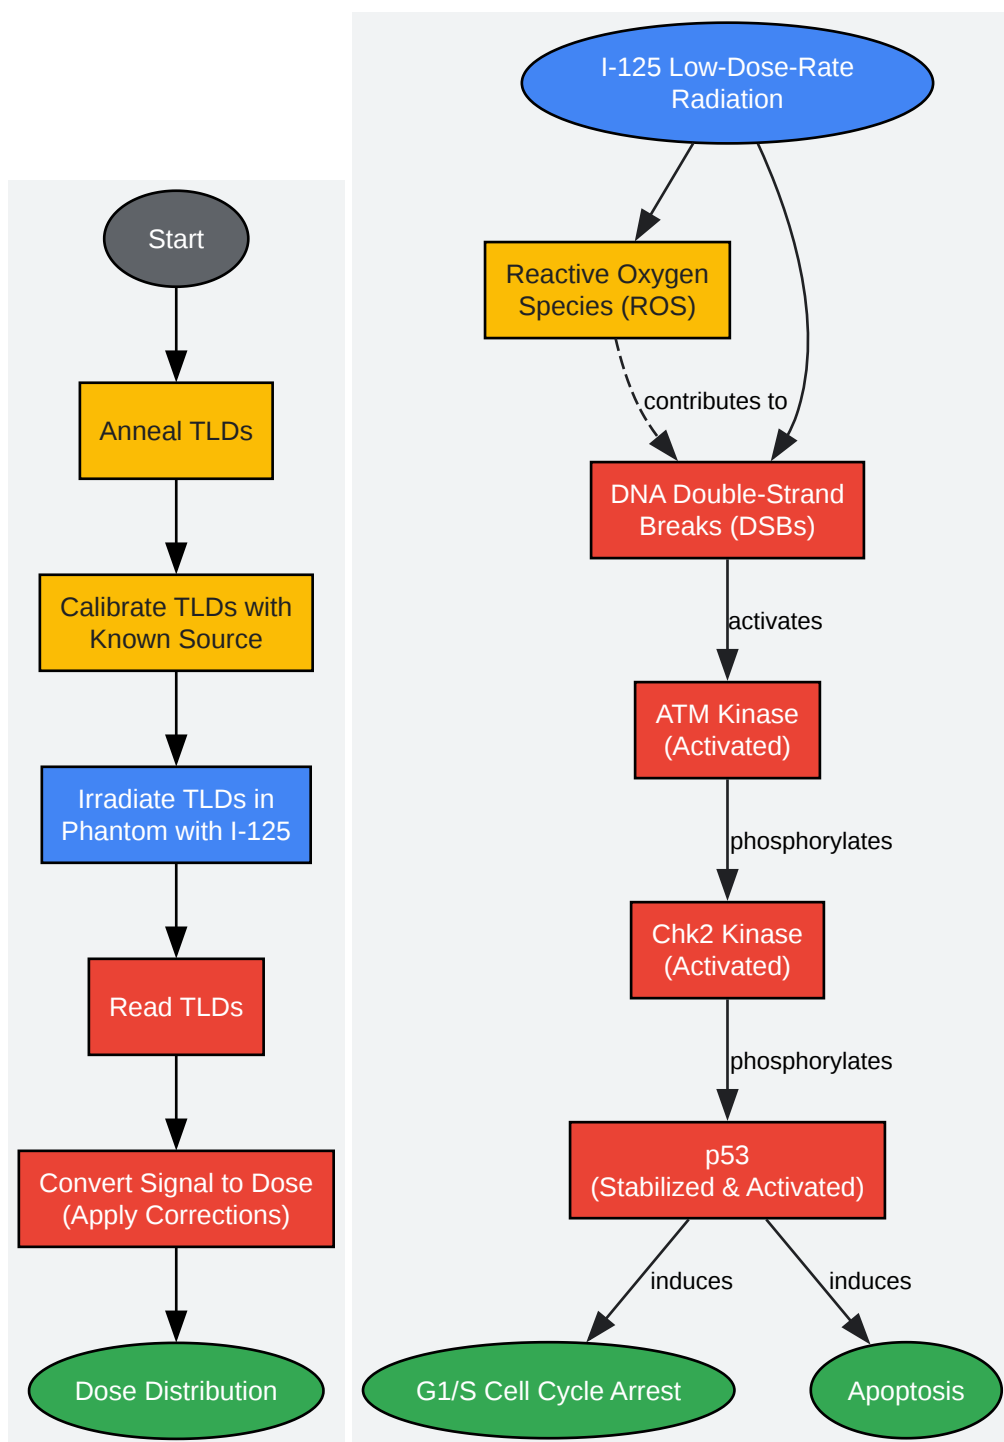 Start
Anneal TLDs
Calibrate TLDs with
Known Source
Irradiate TLDs in
Phantom with I-125
Read TLDs
Convert Signal to Dose
(Apply Corrections)
Dose Distribution
I-125 Low-Dose-Rate
Radiation
Reactive Oxygen
Species (ROS)
contributes to
DNA Double-Strand
Breaks (DSBs)
activates
ATM Kinase
(Activated)
phosphorylates
Chk2 Kinase
(Activated)
phosphorylates
p53
(Stabilized & Activated)
induces
induces
G1/S Cell Cycle Arrest
Apoptosis